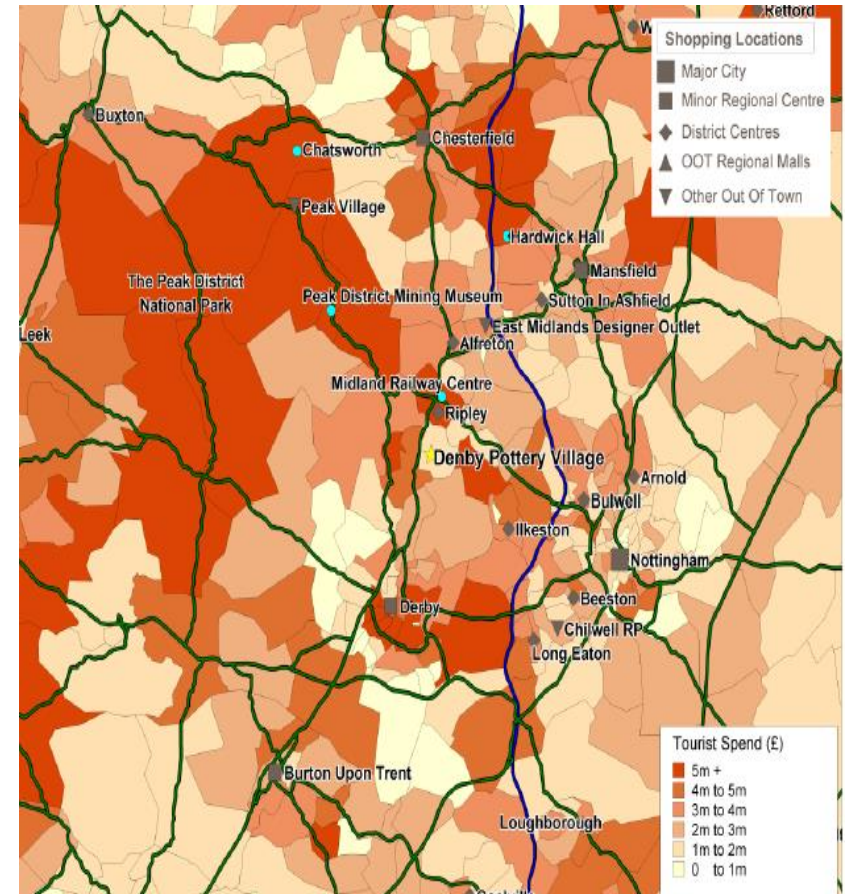 Retford
W
Shopping Locations
Major City
Minor Regional Centre
District Centres
OOT Regional Malls
Other Out Of Town
Buxton
Chesterfield
Chatsworth
Peak Village
Hardwick Hall
Mansfield
The Peak District
National Park
Peak District Mining Museum
Sutton In Ashfield
East Midlands Designer Outlet
Leek
Alfreton
Midland Railway Centre
Ripley
Denby Pottery Village
Arnold
Bulwell
Ilkeston
Nottingham
Beeston
Derby
Chilwell RP
Long Eaton
Tourist Spend (£)
5m +
4m to 5m
3m to 4m
2m to 3m
1m to 2m
0 to 1m
Burton Upon Trent
Loughborough